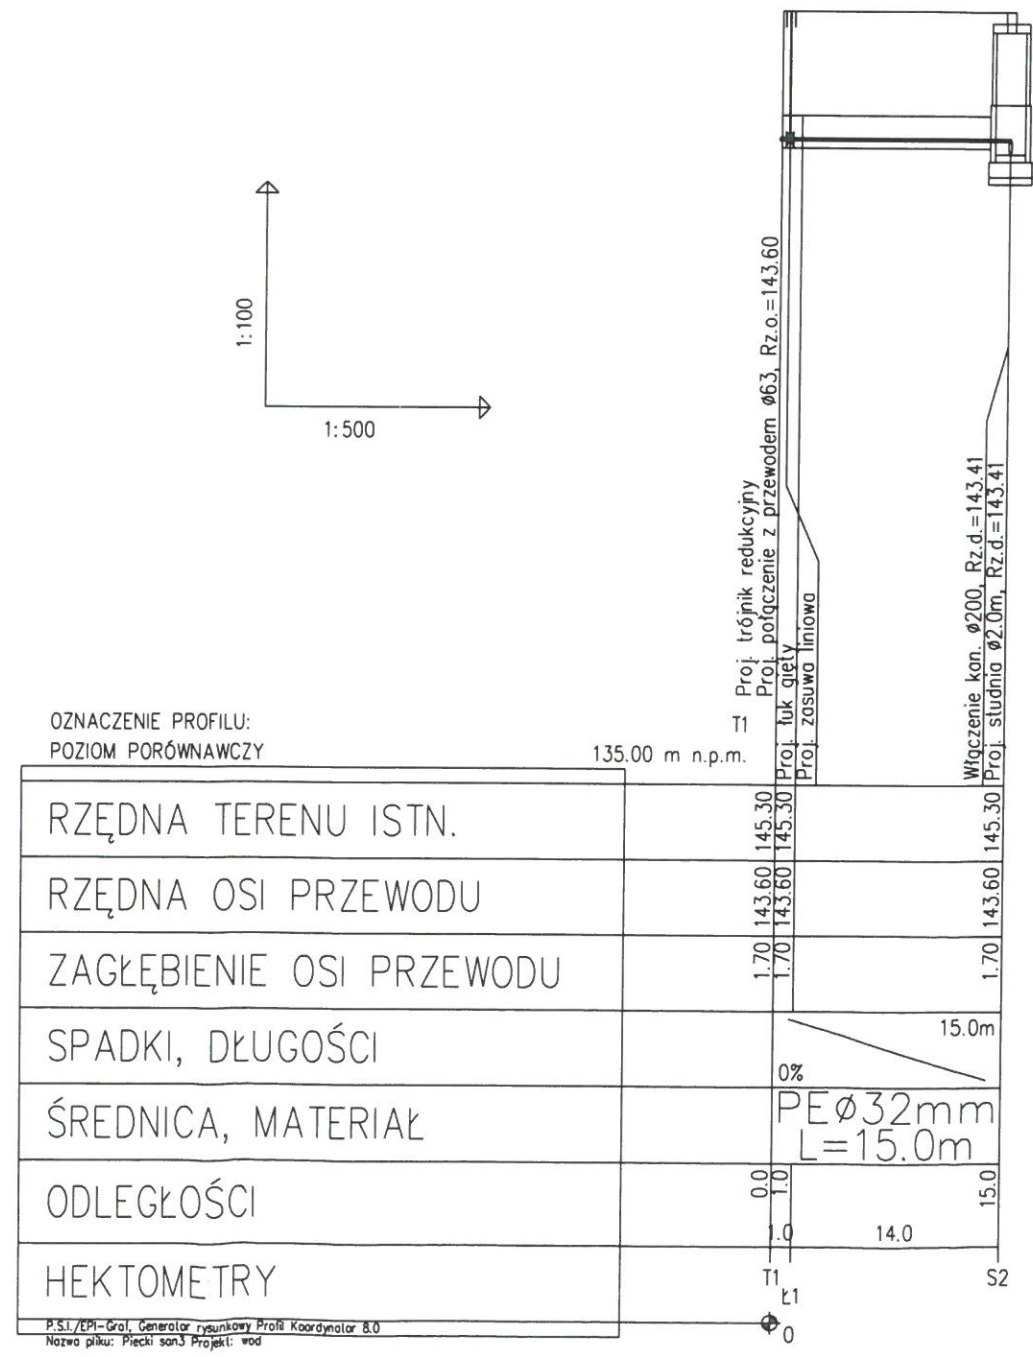 1:100
1:500
Proj. trójnik redukcyjny
Proj. połączenie z przewodem ø63, Rz.o.=143.60
Proj. łuk gięty
Proj. zasuwa liniowa
Włączenie kan. ø200, Rz.d.=143.41
Proj. studnia ø2.0m, Rz.d.=143.41
OZNACZENIE PROFILU:
T1
POZIOM PORÓWNAWCZY
135.00 m n.p.m.
RZĘDNA TERENU ISTN.
145.30
145.30
145.30
RZĘDNA OSI PRZEWODU
143.60
143.60
143.60
ZAGŁĘBIENIE OSI PRZEWODU
1.70
1.70
1.70
SPADKI, DŁUGOŚCI
15.0m
0%
ŚREDNICA, MATERIAŁ
PEø32mm
L=15.0m
ODLEGŁOŚCI
0.0
1.0
15.0
1.0
14.0
HEKTOMETRY
T1
Ł1
S2
0
P.S.I./EPI-Graf, Generator rysunkowy Profil Koordynator 8.0
Nazwa pliku: Piecki san3 Projekt: wod